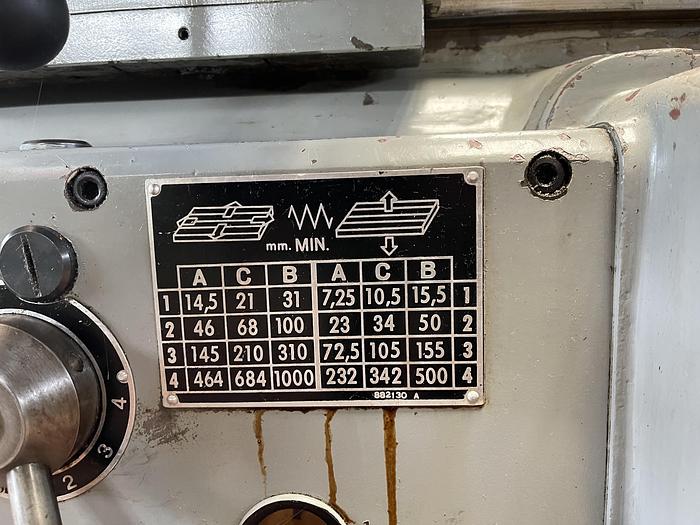 mm. MIN.
A C B A C B
1 14,5 21 31 7,25 10,5 15,5 1
2 46 68 100 23 34 50 2
3 145 210 310 72,5 105 155 3
4 464 684 1000 232 342 500 4
882130 A
4
3
2